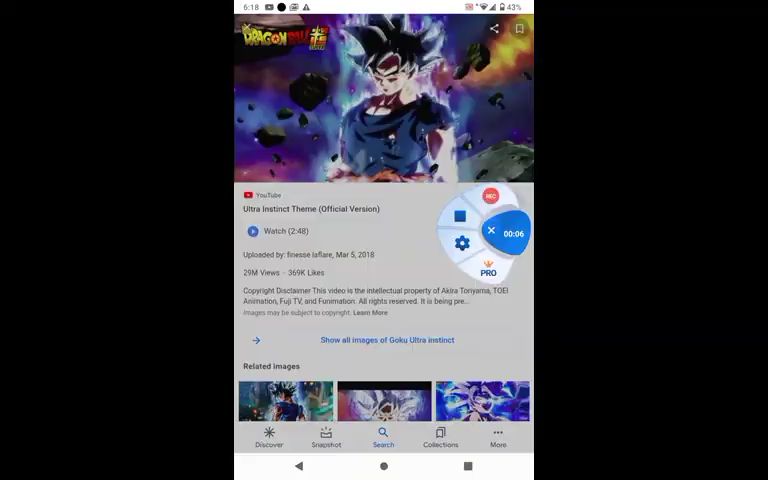 6:18
43%
DRAGON BALL
超
SUPER
YouTube
Ultra Instinct Theme (Official Version)
REC
Watch (2:48)
00:06
Uploaded by: finesse laflare, Mar 5, 2018
29M Views · 369K Likes
PRO
Copyright Disclaimer This video is the intellectual property of Akira Toriyama, TOEI
Animation, Fuji TV, and Funimation. All rights reserved. It is being pre...
Images may be subject to copyright. Learn More
Show all images of Goku Ultra instinct
Related images
Discover
Snapshot
Search
Collections
More